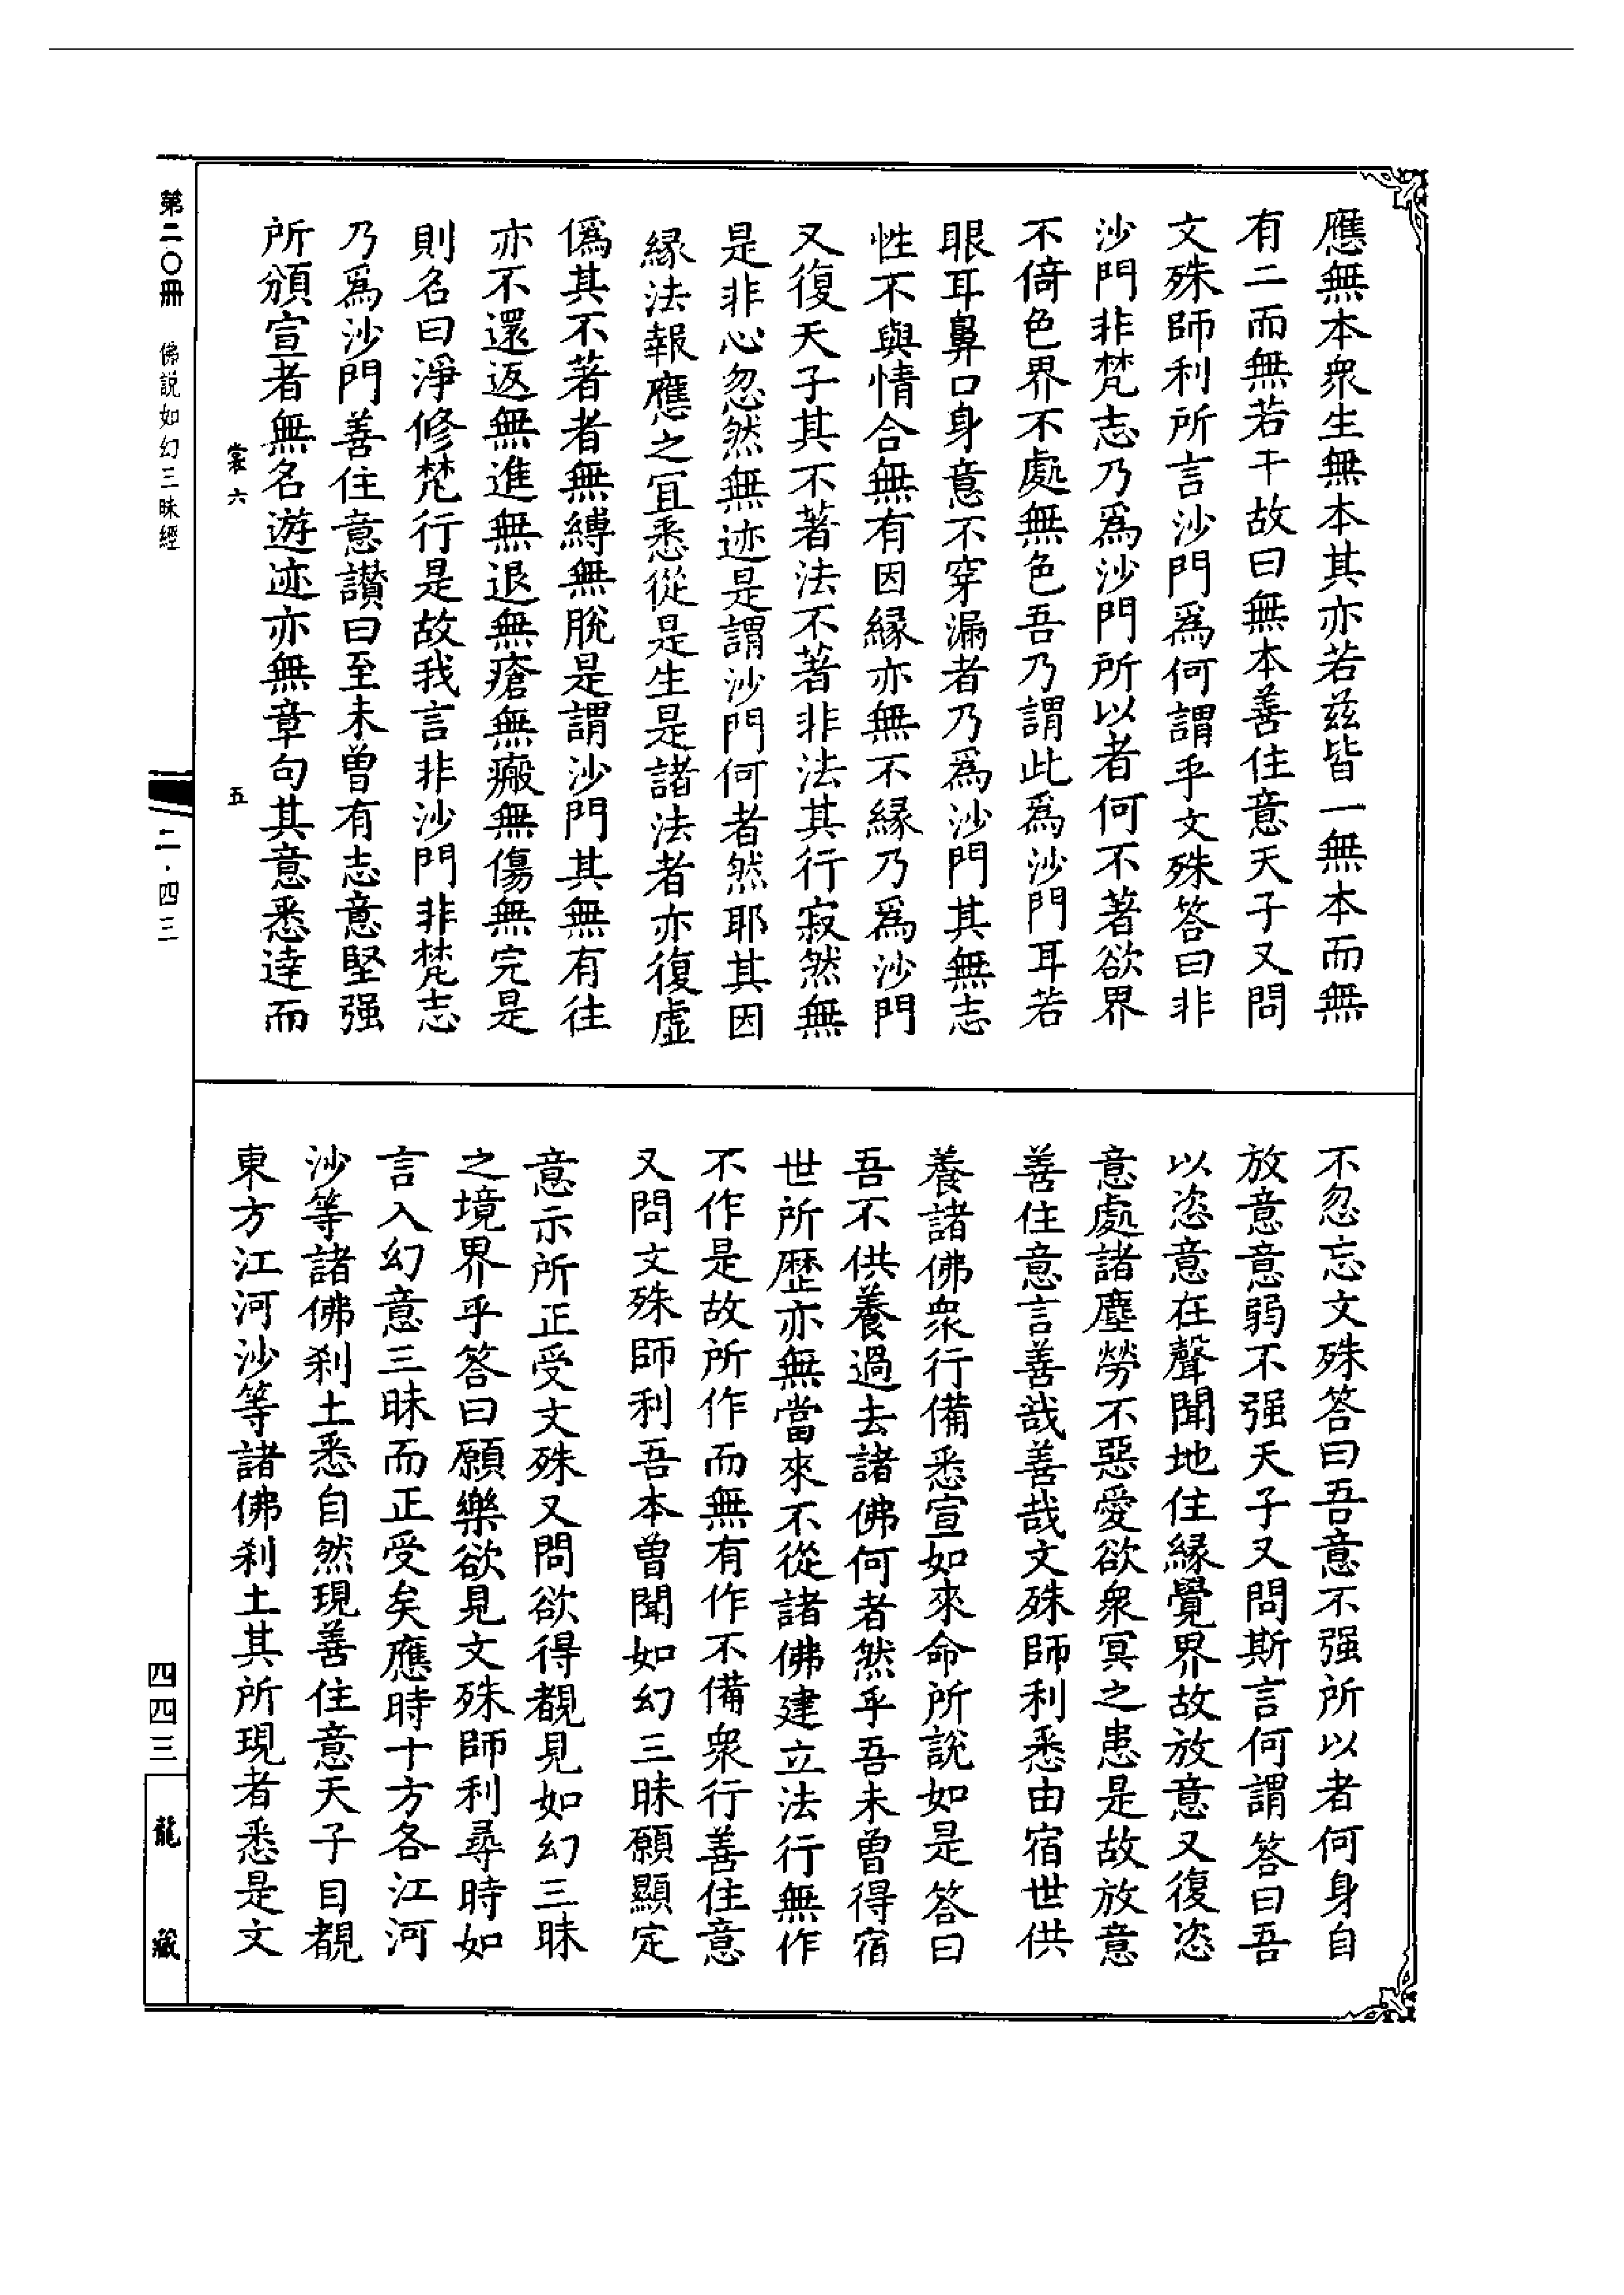 應無本衆生無本其亦若茲皆一無本而無
有二而無若干故曰無本善住意天子又問
文殊師利所言沙門爲何謂乎文殊答曰非
沙門非梵志乃爲沙門所以者何不著欲界
不倚色界不處無色吾乃謂此爲沙門耳若
眼耳鼻口身意不穿漏者乃爲沙門其無志
性不與情合無有因緣亦無不緣乃爲沙門
又復天子其不著法不著非法其行寂然無
是非心忽然無迹是謂沙門何者然耶其因
緣法報應之宜悉從是生是諸法者亦復虛
僞其不著者無縛無脫是謂沙門其無有往
亦不還返無進無退無瘡無瘢無傷無完是
則名曰淨修梵行是故我言非沙門非梵志
乃爲沙門善住意讚曰至未曾有志意堅强
所頒宣者無名遊迹亦無章句其意悉達而
裳六
五
不忽忘文殊答曰吾意不强所以者何身自
放意意弱不强天子又問斯言何謂答曰吾
以恣意在聲聞地住緣覺界故放意又復恣
意處諸塵勞不惡愛欲衆冥之患是故放意
善住意言善哉善哉文殊師利悉由宿世供
養諸佛衆行備悉宣如來命所說如是答曰
吾不供養過去諸佛何者然乎吾未曾得宿
世所歷亦無當來不從諸佛建立法行無作
不作是故所作而無有作不備衆行善住意
又問文殊師利吾本曾聞如幻三昧願顯定
意示所正受文殊又問欲得覩見如幻三昧
之境界乎答曰願樂欲見文殊師利尋時如
言入幻意三昧而正受矣應時十方各江河
沙等諸佛刹土悉自然現善住意天子目覩
東方江河沙等諸佛刹土其所現者悉是文
第二〇冊 佛説如幻三昧經
二·四三
四四三
龍藏